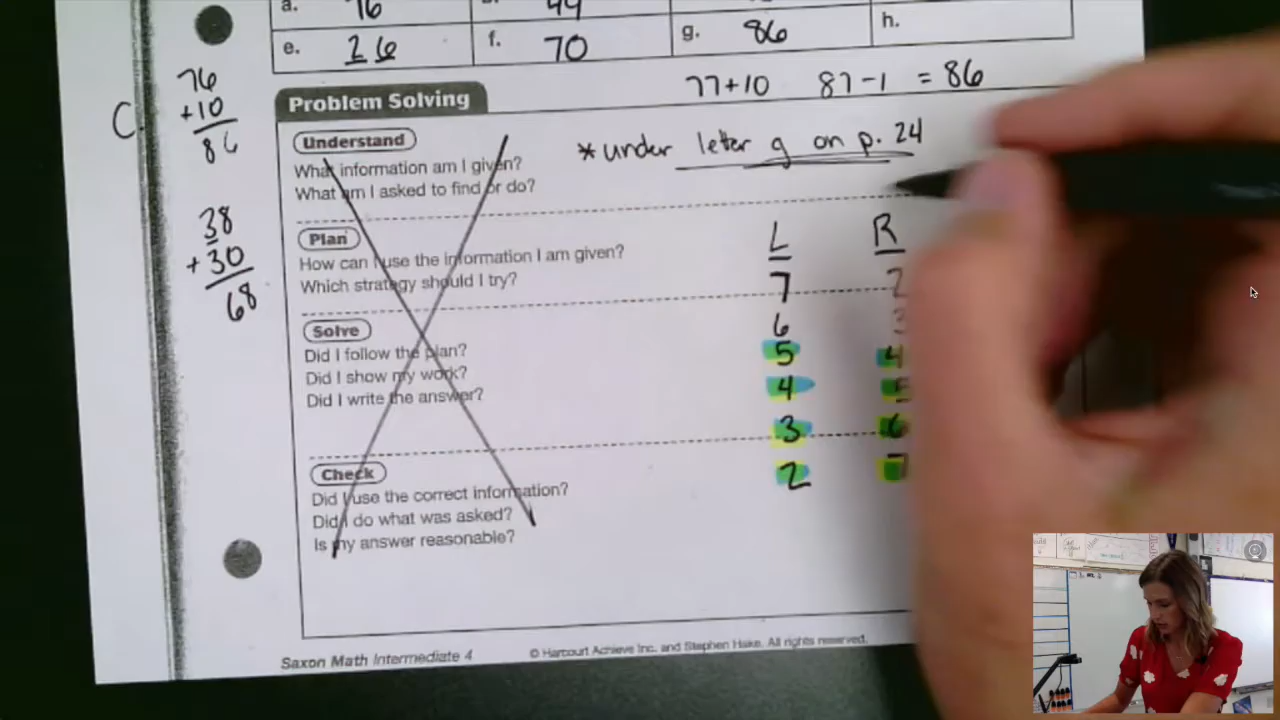 a. 76 44
e. 26 f. 70 g. 86 h.
77+10 87-1 = 86
C. 76
+10
86
38
+30
68
Problem Solving
Understand
What information am I given?
What am I asked to find or do?
*under letter g on p. 24
Plan
How can I use the information I am given?
Which strategy should I try?
Solve
Did I follow the plan?
Did I show my work?
Did I write the answer?
Check
Did I use the correct information?
Did I do what was asked?
Is my answer reasonable?
L R
7 2
6 3
5 4
4 5
3 6
2 7
Saxon Math Intermediate 4 © Harcourt Achieve Inc. and Stephen Hake. All rights reserved.